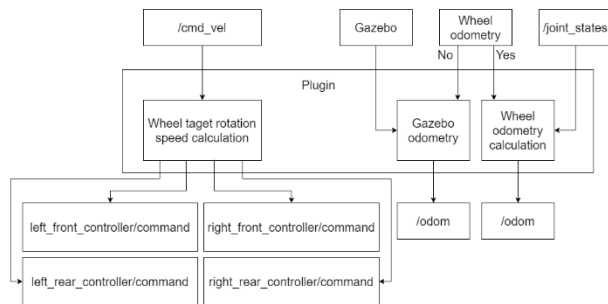 /cmd_vel
Gazebo
Wheel
odometry
/joint_states
No
Yes
Plugin
Wheel taget rotation
speed calculation
Gazebo
odometry
Wheel
odometry
calculation
left_front_controller/command
right_front_controller/command
/odom
/odom
left_rear_controller/command
right_rear_controller/command